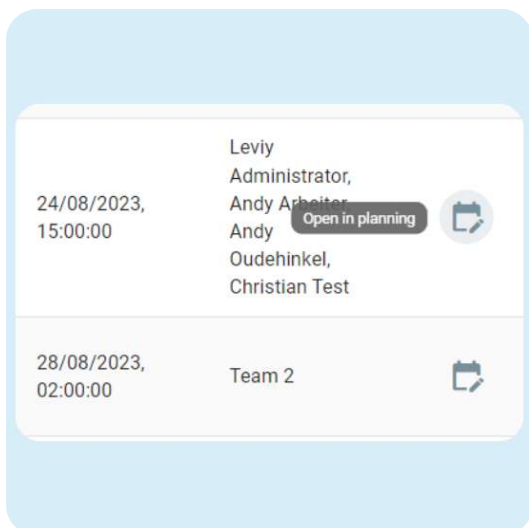 Leviy
Administrator,
24/08/2023,
Andy Arbeiter,
Open in planning
15:00:00
Andy
Oudehinkel,
Christian Test
28/08/2023,
02:00:00
Team 2